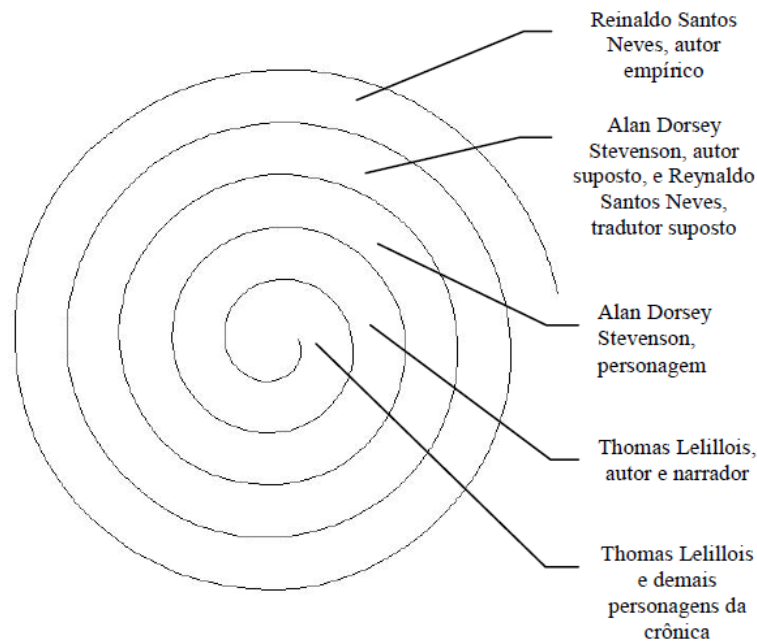 Reinaldo Santos
Neves, autor
empírico
Alan Dorsey
Stevenson, autor
suposto, e Reynaldo
Santos Neves,
tradutor suposto
Alan Dorsey
Stevenson,
personagem
Thomas Lelillois,
autor e narrador
Thomas Lelillois
e demais
personagens da
crônica